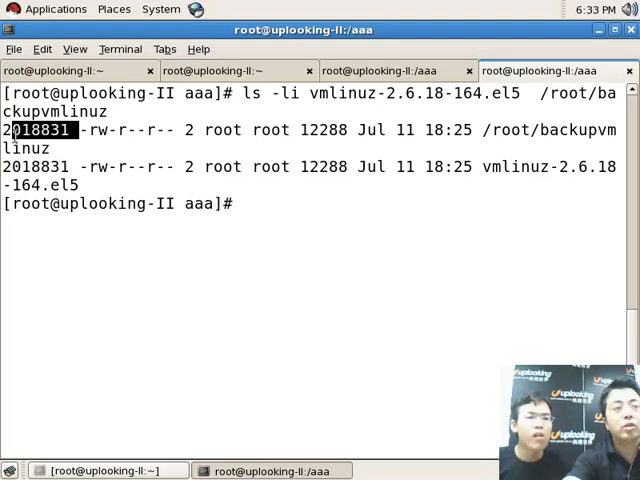 Applications Places System 6:33 PM
root@uplooking-II:/aaa
File Edit View Terminal Tabs Help
root@uplooking-II:~ root@uplooking-II:~ root@uplooking-II:/aaa root@uplooking-II:/aaa
[root@uplooking-II aaa]# ls -li vmlinuz-2.6.18-164.el5 /root/ba
ckupvmlinuz
2018831 -rw-r--r-- 2 root root 12288 Jul 11 18:25 /root/backupvm
linuz
2018831 -rw-r--r-- 2 root root 12288 Jul 11 18:25 vmlinuz-2.6.18
-164.el5
[root@uplooking-II aaa]#
uplooking
uplooking
[root@uplooking-II:~] root@uplooking-II:/aaa